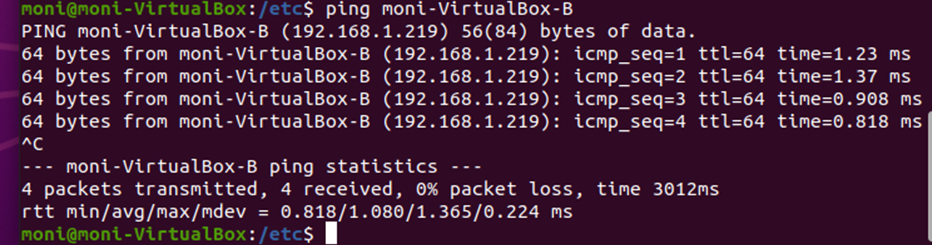 moni@moni-VirtualBox:/etc$ ping moni-VirtualBox-B
PING moni-VirtualBox-B (192.168.1.219) 56(84) bytes of data.
64 bytes from moni-VirtualBox-B (192.168.1.219): icmp_seq=1 ttl=64 time=1.23 ms
64 bytes from moni-VirtualBox-B (192.168.1.219): icmp_seq=2 ttl=64 time=1.37 ms
64 bytes from moni-VirtualBox-B (192.168.1.219): icmp_seq=3 ttl=64 time=0.908 ms
64 bytes from moni-VirtualBox-B (192.168.1.219): icmp_seq=4 ttl=64 time=0.818 ms
^C
--- moni-VirtualBox-B ping statistics ---
4 packets transmitted, 4 received, 0% packet loss, time 3012ms
rtt min/avg/max/mdev = 0.818/1.080/1.365/0.224 ms
moni@moni-VirtualBox:/etc$